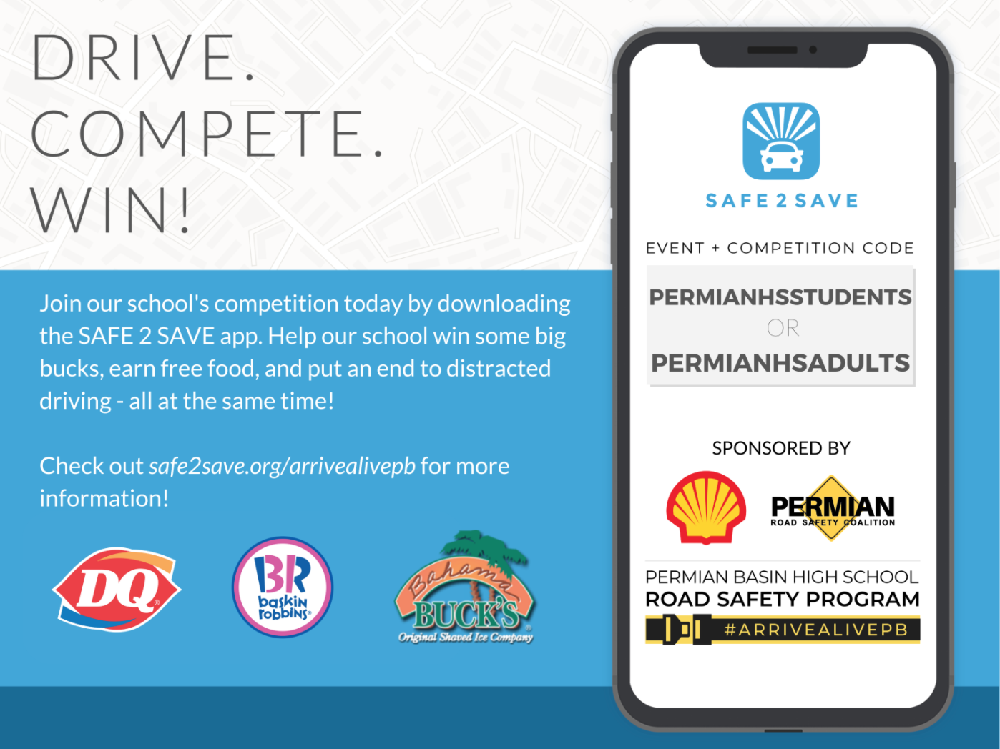 DRIVE.
COMPETE.
WIN!
Join our school's competition today by downloading
the SAFE 2 SAVE app. Help our school win some big
bucks, earn free food, and put an end to distracted
driving - all at the same time!
Check out safe2save.org/arrivealivepb for more
information!
DQ®
BR
baskin
robbins®
Bahama
BUCK'S®
Original Shaved Ice Company
SAFE 2 SAVE
EVENT + COMPETITION CODE
PERMIANHSSTUDENTS
OR
PERMIANHSADULTS
SPONSORED BY
PERMIAN
ROAD SAFETY COALITION
PERMIAN BASIN HIGH SCHOOL
ROAD SAFETY PROGRAM
#ARRIVEALIVEPB